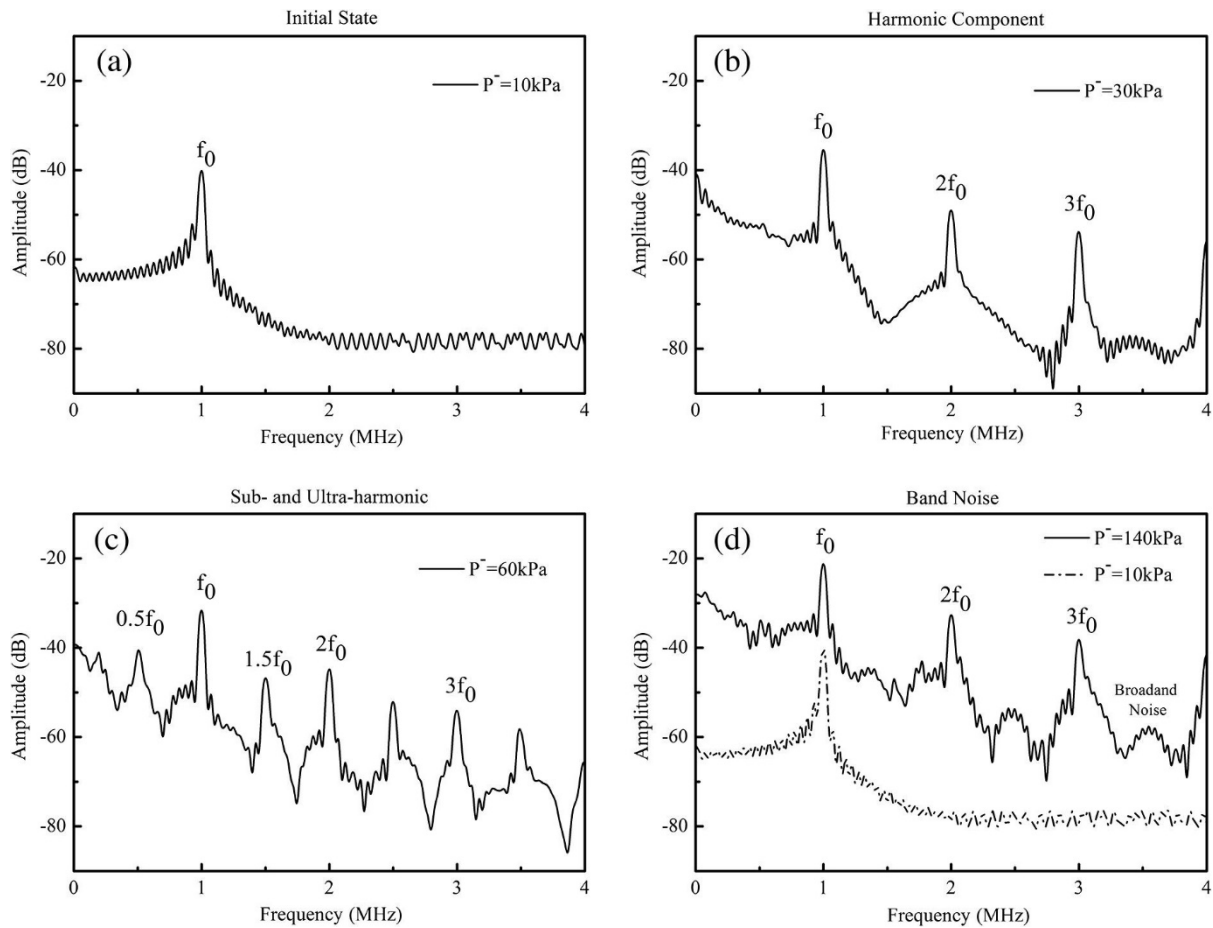 Initial State
(a)
P⁻=10kPa
f₀
Amplitude (dB)
-20
-40
-60
-80
0 1 2 3 4
Frequency (MHz)
Harmonic Component
(b)
P⁻=30kPa
f₀
2f₀
3f₀
Amplitude (dB)
-20
-40
-60
-80
0 1 2 3 4
Frequency (MHz)
Sub- and Ultra-harmonic
(c)
P⁻=60kPa
0.5f₀
f₀
1.5f₀
2f₀
3f₀
Amplitude (dB)
-20
-40
-60
-80
0 1 2 3 4
Frequency (MHz)
Band Noise
(d)
P⁻=140kPa
P⁻=10kPa
f₀
2f₀
3f₀
Broadand
Noise
Amplitude (dB)
-20
-40
-60
-80
0 1 2 3 4
Frequency (MHz)